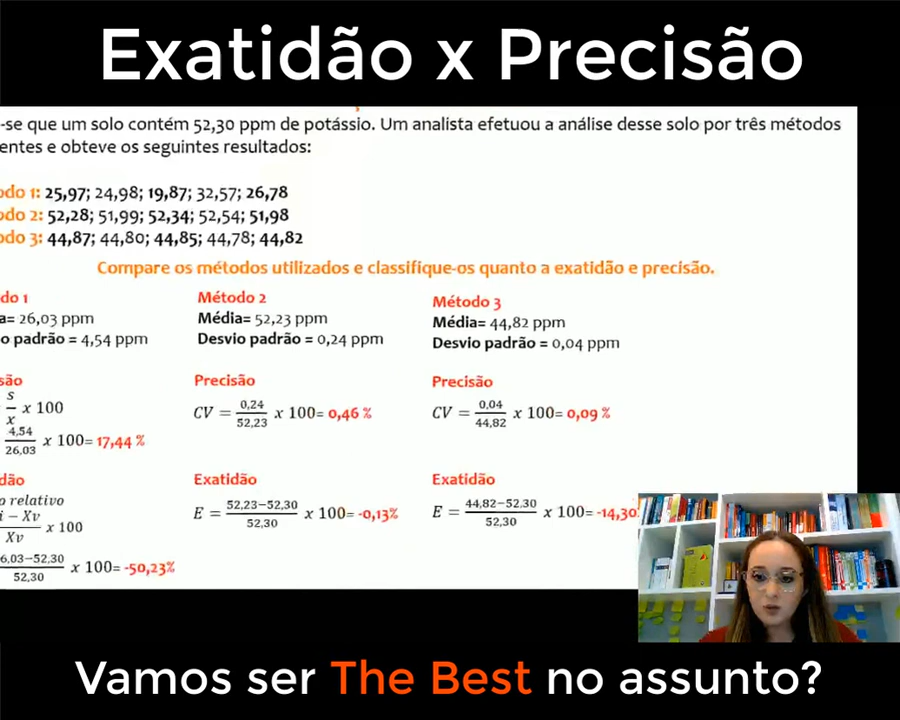 Exatidão x Precisão
-se que um solo contém 52,30 ppm de potássio. Um analista efetuou a análise desse solo por três métodos
entes e obteve os seguintes resultados:
odo 1: 25,97; 24,98; 19,87; 32,57; 26,78
odo 2: 52,28; 51,99; 52,34; 52,54; 51,98
odo 3: 44,87; 44,80; 44,85; 44,78; 44,82
Compare os métodos utilizados e classifique-os quanto a exatidão e precisão.
do 1
a= 26,03 ppm
o padrão = 4,54 ppm
são
s
x
x 100
4,54
26,03
x 100= 17,44 %
dão
o relativo
i − Xv
Xv
x 100
6,03−52,30
52,30
x 100= -50,23%
Método 2
Média= 52,23 ppm
Desvio padrão = 0,24 ppm
Precisão
CV = 0,24
52,23
x 100= 0,46 %
Exatidão
E = 52,23−52,30
52,30
x 100= -0,13%
Método 3
Média= 44,82 ppm
Desvio padrão = 0,04 ppm
Precisão
CV = 0,04
44,82
x 100= 0,09 %
Exatidão
E = 44,82−52,30
52,30
x 100= -14,30
Vamos ser The Best no assunto?